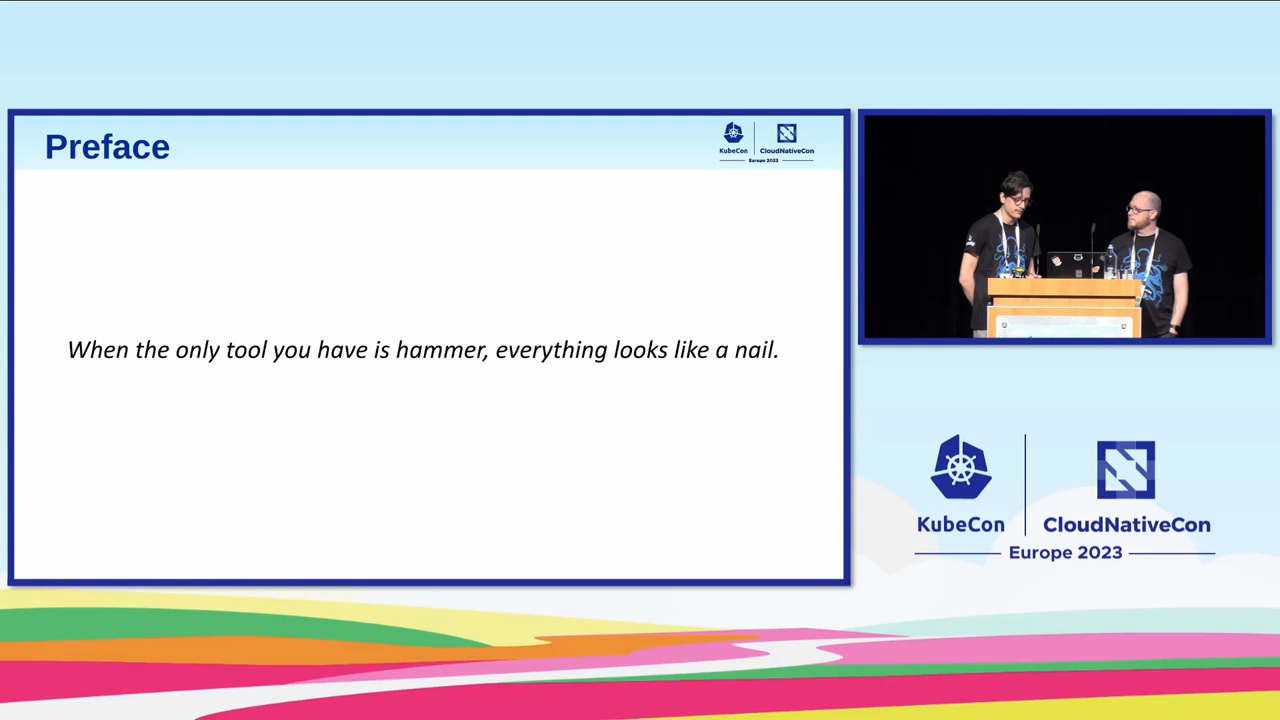 Preface
KubeCon
CloudNativeCon
Europe 2023
When the only tool you have is hammer, everything looks like a nail.
KubeCon
CloudNativeCon
Europe 2023